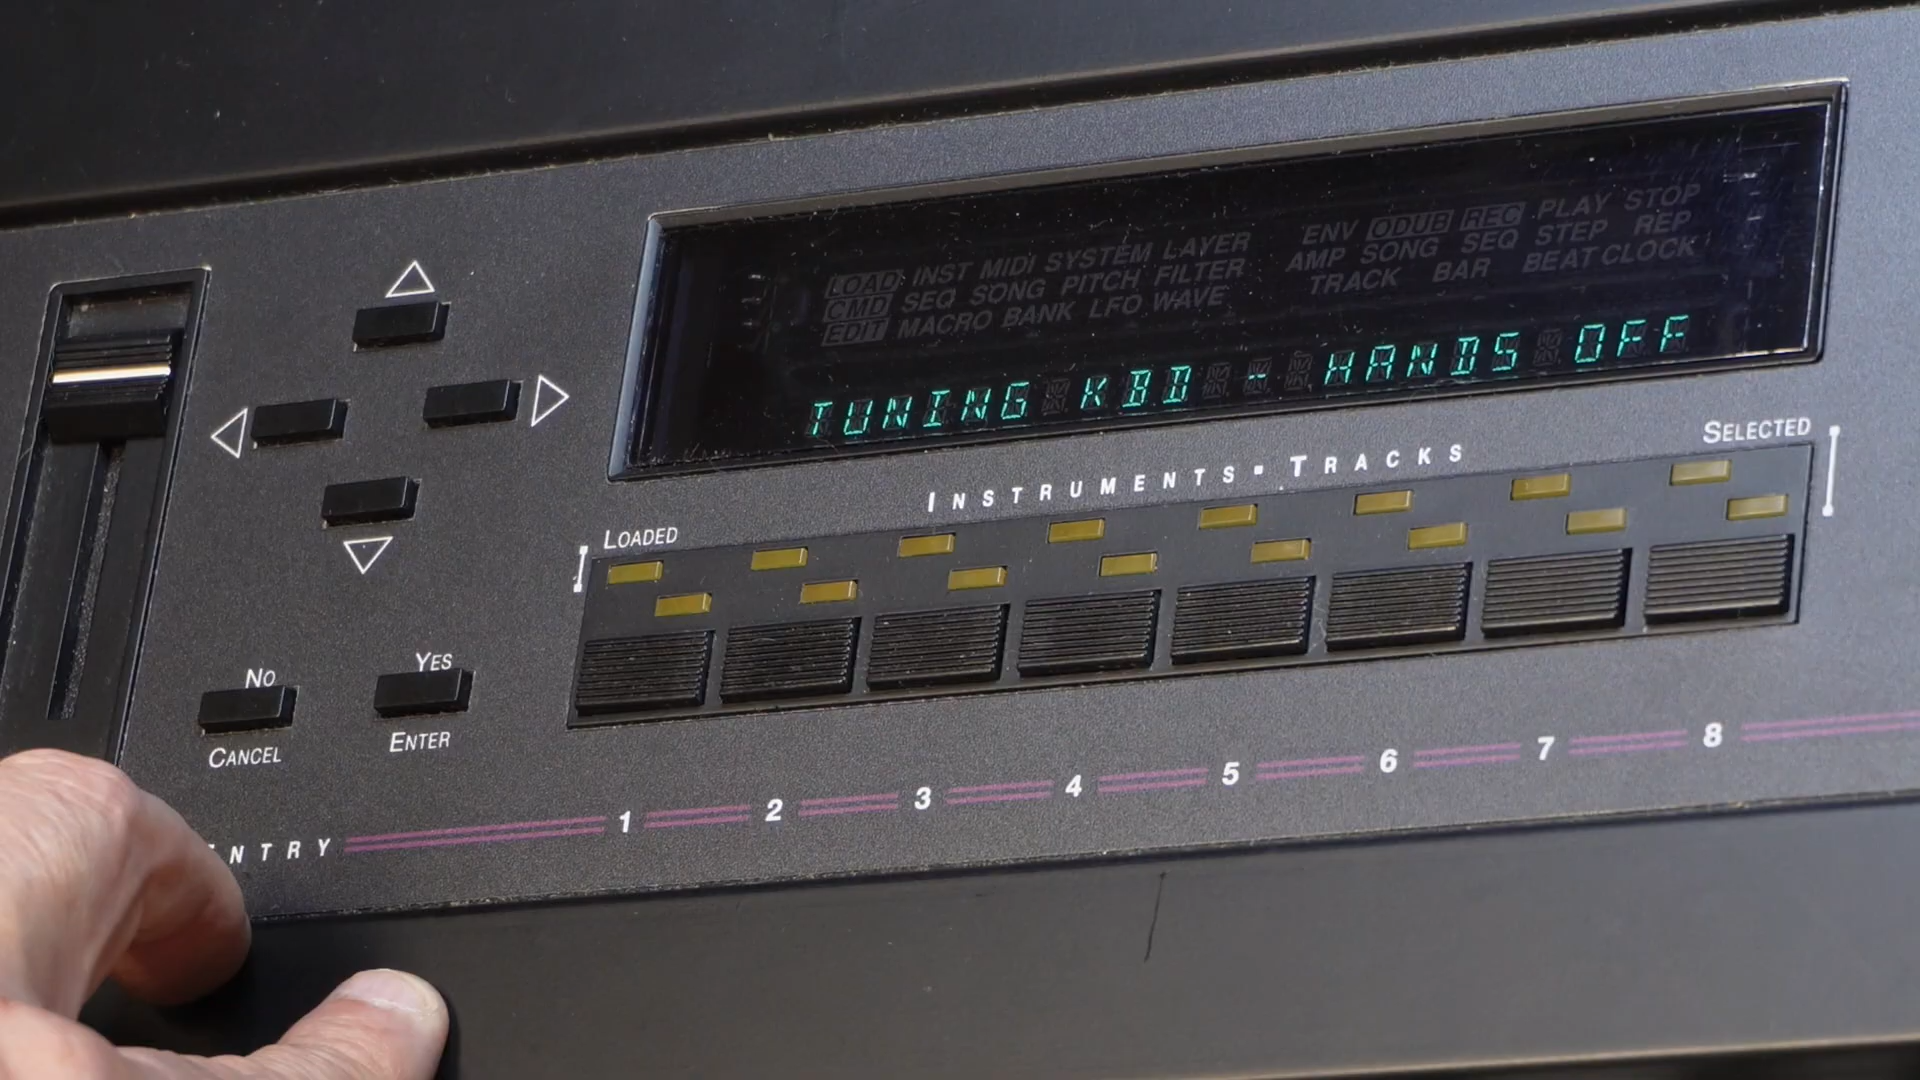 LOAD INST MIDI SYSTEM LAYER ENV ODUB REC PLAY STOP
CMD SEQ SONG PITCH FILTER AMP SONG SEQ STEP REP
EDIT MACRO BANK LFO WAVE TRACK BAR BEAT CLOCK
TUNING KBD - HANDS OFF
SELECTED
INSTRUMENTS▪TRACKS
LOADED
NO
YES
CANCEL
ENTER
NTRY 1 2 3 4 5 6 7 8